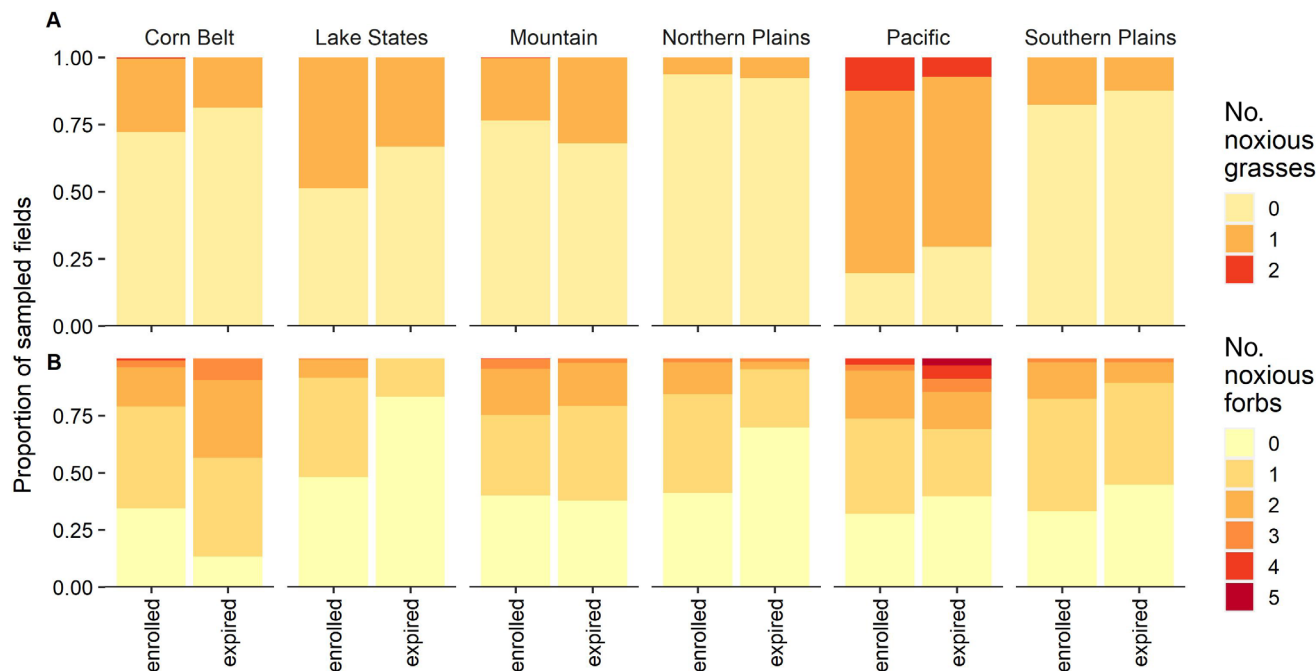 A
Corn Belt
Lake States
Mountain
Northern Plains
Pacific
Southern Plains
1.00
0.75
0.50
0.25
0.00
No.
noxious
grasses
0
1
2
Proportion of sampled fields
B
0.75
0.50
0.25
0.00
No.
noxious
forbs
0
1
2
3
4
5
enrolled
expired
enrolled
expired
enrolled
expired
enrolled
expired
enrolled
expired
enrolled
expired